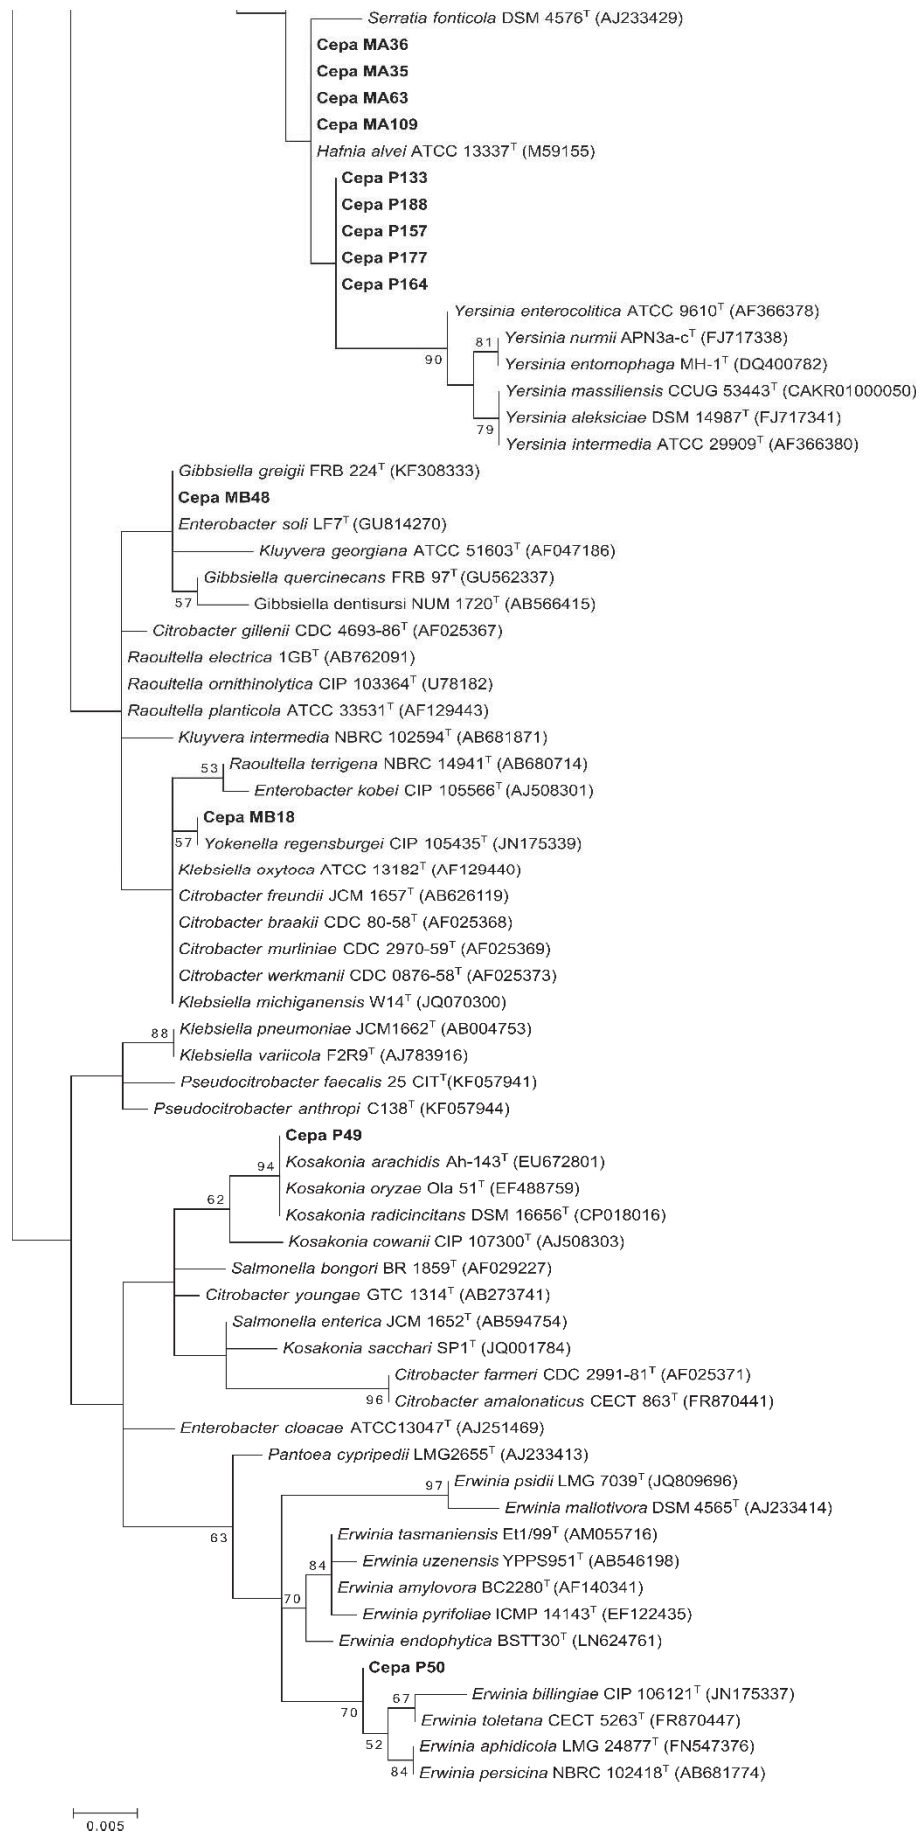 Serratia fonticola DSM 4576ᵀ (AJ233429)
Cepa MA36
Cepa MA35
Cepa MA63
Cepa MA109
Hafnia alvei ATCC 13337ᵀ (M59155)
Cepa P133
Cepa P188
Cepa P157
Cepa P177
Cepa P164
Yersinia enterocolitica ATCC 9610ᵀ (AF366378)
81 Yersinia nurmii APN3a-cᵀ (FJ717338)
90 Yersinia entomophaga MH-1ᵀ (DQ400782)
Yersinia massiliensis CCUG 53443ᵀ (CAKR01000050)
Yersinia aleksiciae DSM 14987ᵀ (FJ717341)
79 Yersinia intermedia ATCC 29909ᵀ (AF366380)
Gibbsiella greigii FRB 224ᵀ (KF308333)
Cepa MB48
Enterobacter soli LF7ᵀ (GU814270)
Kluyvera georgiana ATCC 51603ᵀ (AF047186)
Gibbsiella quercinecans FRB 97ᵀ (GU562337)
57 Gibbsiella dentisursi NUM 1720ᵀ (AB566415)
Citrobacter gillenii CDC 4693-86ᵀ (AF025367)
Raoultella electrica 1GBᵀ (AB762091)
Raoultella ornithinolytica CIP 103364ᵀ (U78182)
Raoultella planticola ATCC 33531ᵀ (AF129443)
Kluyvera intermedia NBRC 102594ᵀ (AB681871)
53 Raoultella terrigena NBRC 14941ᵀ (AB680714)
Enterobacter kobei CIP 105566ᵀ (AJ508301)
Cepa MB18
57 Yokenella regensburgei CIP 105435ᵀ (JN175339)
Klebsiella oxytoca ATCC 13182ᵀ (AF129440)
Citrobacter freundii JCM 1657ᵀ (AB626119)
Citrobacter braakii CDC 80-58ᵀ (AF025368)
Citrobacter murliniae CDC 2970-59ᵀ (AF025369)
Citrobacter werkmanii CDC 0876-58ᵀ (AF025373)
Klebsiella michiganensis W14ᵀ (JQ070300)
88 Klebsiella pneumoniae JCM1662ᵀ (AB004753)
Klebsiella variicola F2R9ᵀ (AJ783916)
Pseudocitrobacter faecalis 25 CITᵀ(KF057941)
Pseudocitrobacter anthropi C138ᵀ (KF057944)
Cepa P49
94 Kosakonia arachidis Ah-143ᵀ (EU672801)
62 Kosakonia oryzae Ola 51ᵀ (EF488759)
Kosakonia radicincitans DSM 16656ᵀ (CP018016)
Kosakonia cowanii CIP 107300ᵀ (AJ508303)
Salmonella bongori BR 1859ᵀ (AF029227)
Citrobacter youngae GTC 1314ᵀ (AB273741)
Salmonella enterica JCM 1652ᵀ (AB594754)
Kosakonia sacchari SP1ᵀ (JQ001784)
Citrobacter farmeri CDC 2991-81ᵀ (AF025371)
96 Citrobacter amalonaticus CECT 863ᵀ (FR870441)
Enterobacter cloacae ATCC13047ᵀ (AJ251469)
Pantoea cypripedii LMG2655ᵀ (AJ233413)
97 Erwinia psidii LMG 7039ᵀ (JQ809696)
Erwinia mallotivora DSM 4565ᵀ (AJ233414)
63 Erwinia tasmaniensis Et1/99ᵀ (AM055716)
84 Erwinia uzenensis YPPS951ᵀ (AB546198)
70 Erwinia amylovora BC2280ᵀ (AF140341)
Erwinia pyrifoliae ICMP 14143ᵀ (EF122435)
Erwinia endophytica BSTT30ᵀ (LN624761)
Cepa P50
67 Erwinia billingiae CIP 106121ᵀ (JN175337)
70 Erwinia toletana CECT 5263ᵀ (FR870447)
52 Erwinia aphidicola LMG 24877ᵀ (FN547376)
84 Erwinia persicina NBRC 102418ᵀ (AB681774)
0.005